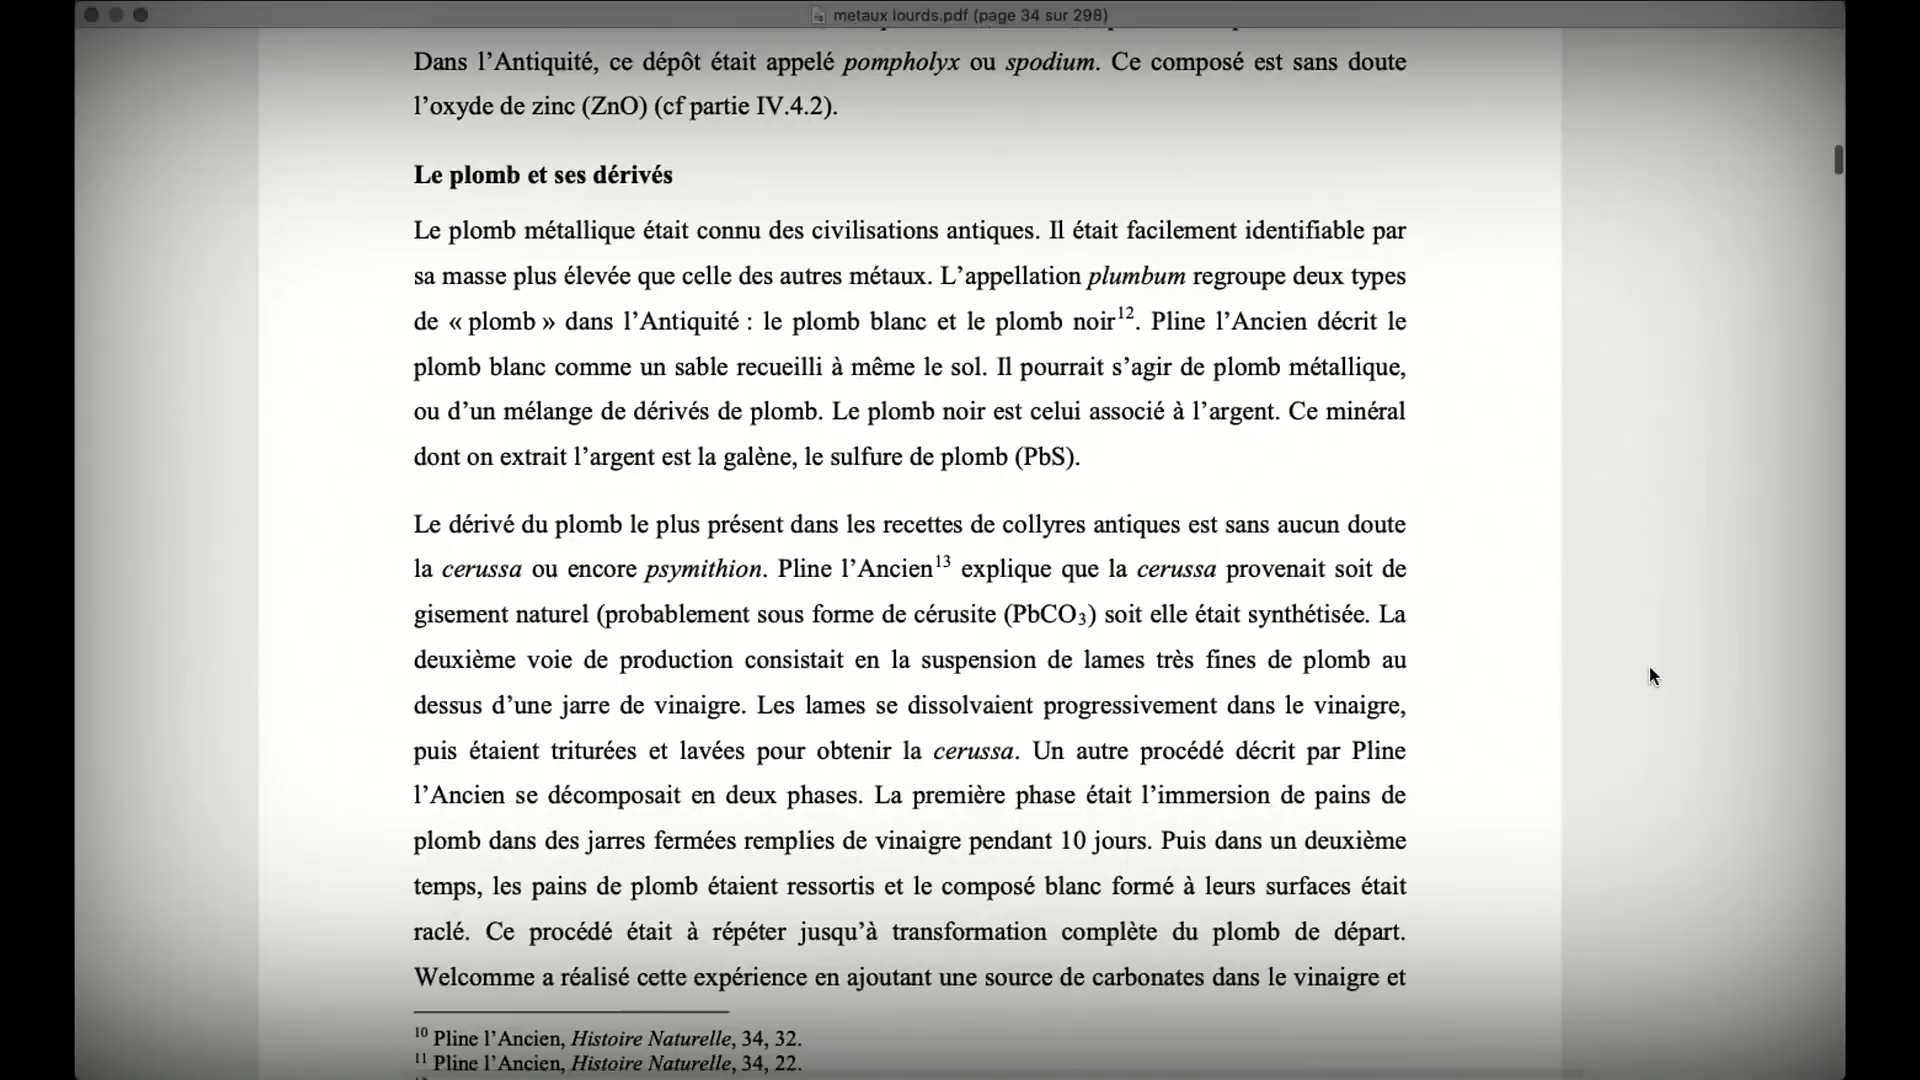 metaux lourds.pdf (page 34 sur 298)
Dans l’Antiquité, ce dépôt était appelé pompholyx ou spodium. Ce composé est sans doute
l’oxyde de zinc (ZnO) (cf partie IV.4.2).
Le plomb et ses dérivés
Le plomb métallique était connu des civilisations antiques. Il était facilement identifiable par
sa masse plus élevée que celle des autres métaux. L’appellation plumbum regroupe deux types
de « plomb » dans l’Antiquité : le plomb blanc et le plomb noir12. Pline l’Ancien décrit le
plomb blanc comme un sable recueilli à même le sol. Il pourrait s’agir de plomb métallique,
ou d’un mélange de dérivés de plomb. Le plomb noir est celui associé à l’argent. Ce minéral
dont on extrait l’argent est la galène, le sulfure de plomb (PbS).
Le dérivé du plomb le plus présent dans les recettes de collyres antiques est sans aucun doute
la cerussa ou encore psymithion. Pline l’Ancien13 explique que la cerussa provenait soit de
gisement naturel (probablement sous forme de cérusite (PbCO3) soit elle était synthétisée. La
deuxième voie de production consistait en la suspension de lames très fines de plomb au
dessus d’une jarre de vinaigre. Les lames se dissolvaient progressivement dans le vinaigre,
puis étaient triturées et lavées pour obtenir la cerussa. Un autre procédé décrit par Pline
l’Ancien se décomposait en deux phases. La première phase était l’immersion de pains de
plomb dans des jarres fermées remplies de vinaigre pendant 10 jours. Puis dans un deuxième
temps, les pains de plomb étaient ressortis et le composé blanc formé à leurs surfaces était
raclé. Ce procédé était à répéter jusqu’à transformation complète du plomb de départ.
Welcomme a réalisé cette expérience en ajoutant une source de carbonates dans le vinaigre et
10 Pline l’Ancien, Histoire Naturelle, 34, 32.
11 Pline l’Ancien, Histoire Naturelle, 34, 22.